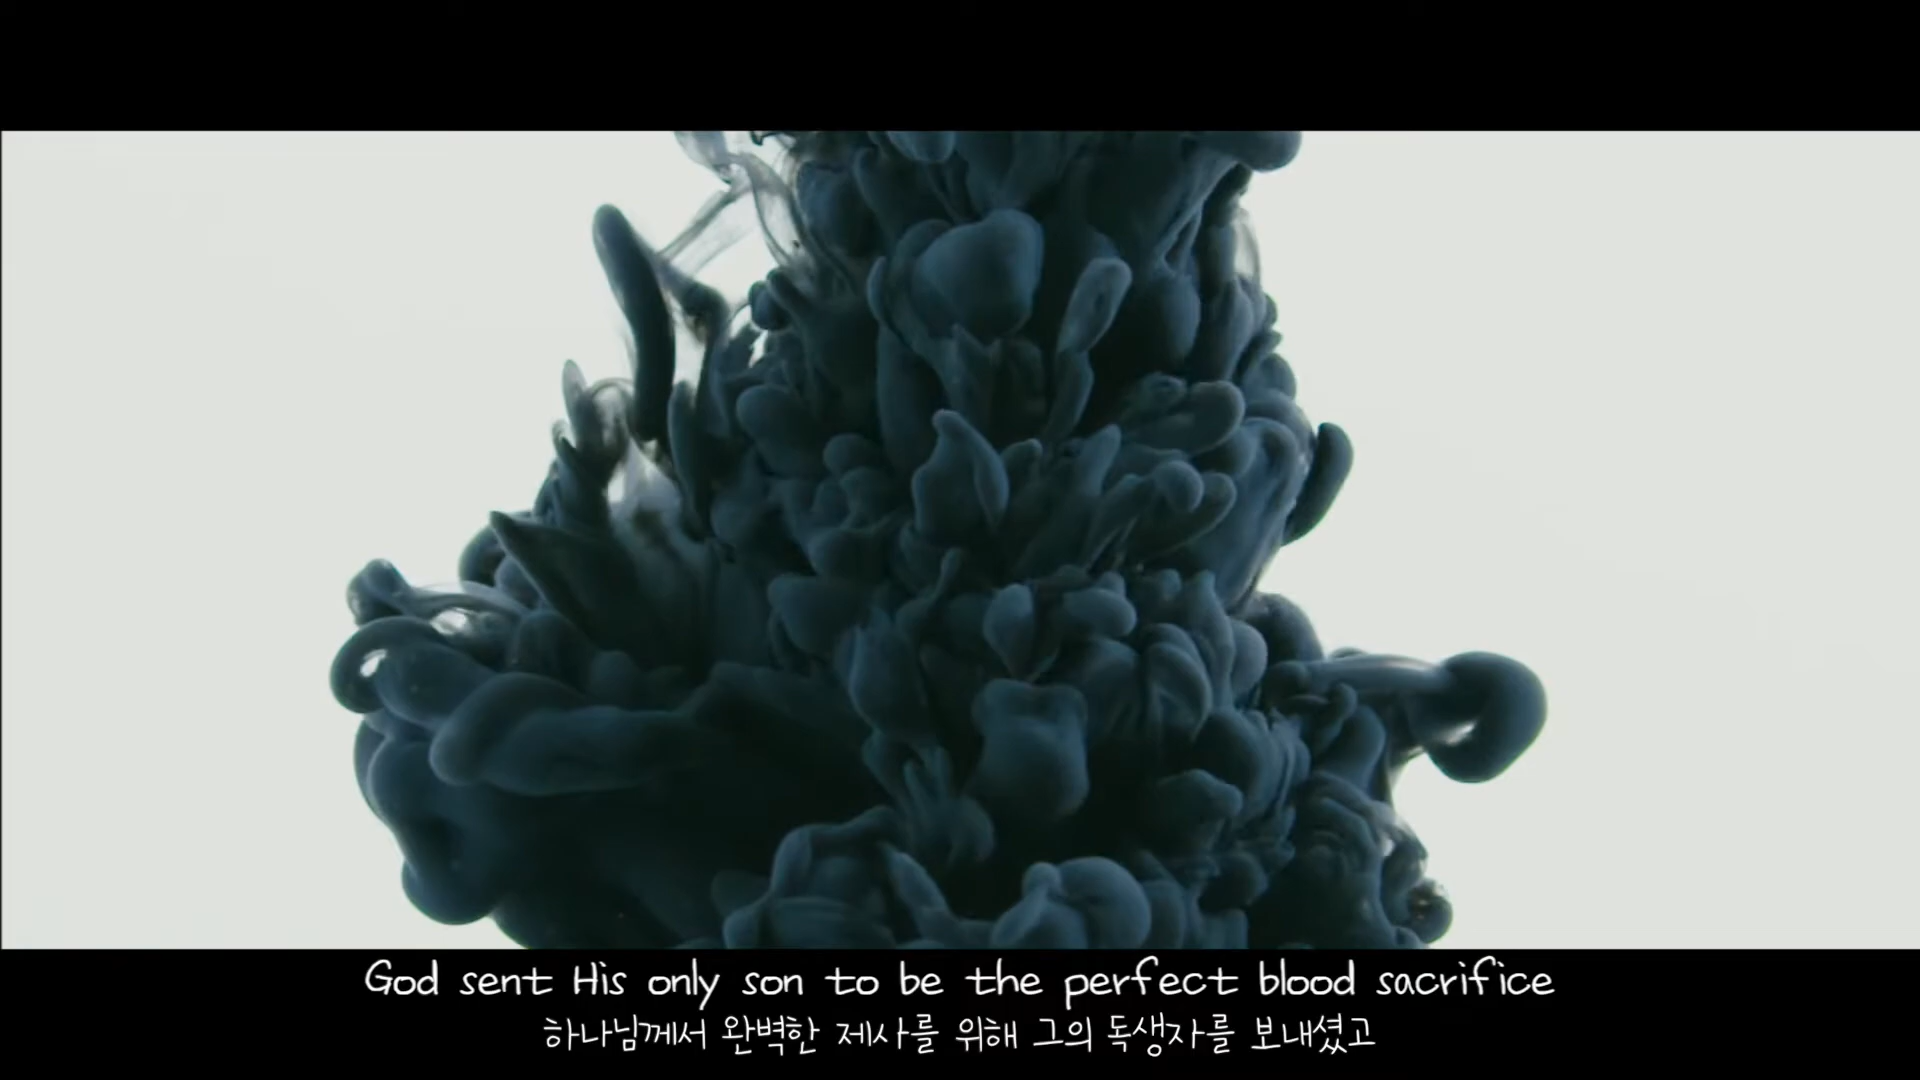 God sent His only son to be the perfect blood sacrifice
하나님께서 완벽한 제사를 위해 그의 독생자를 보내셨고